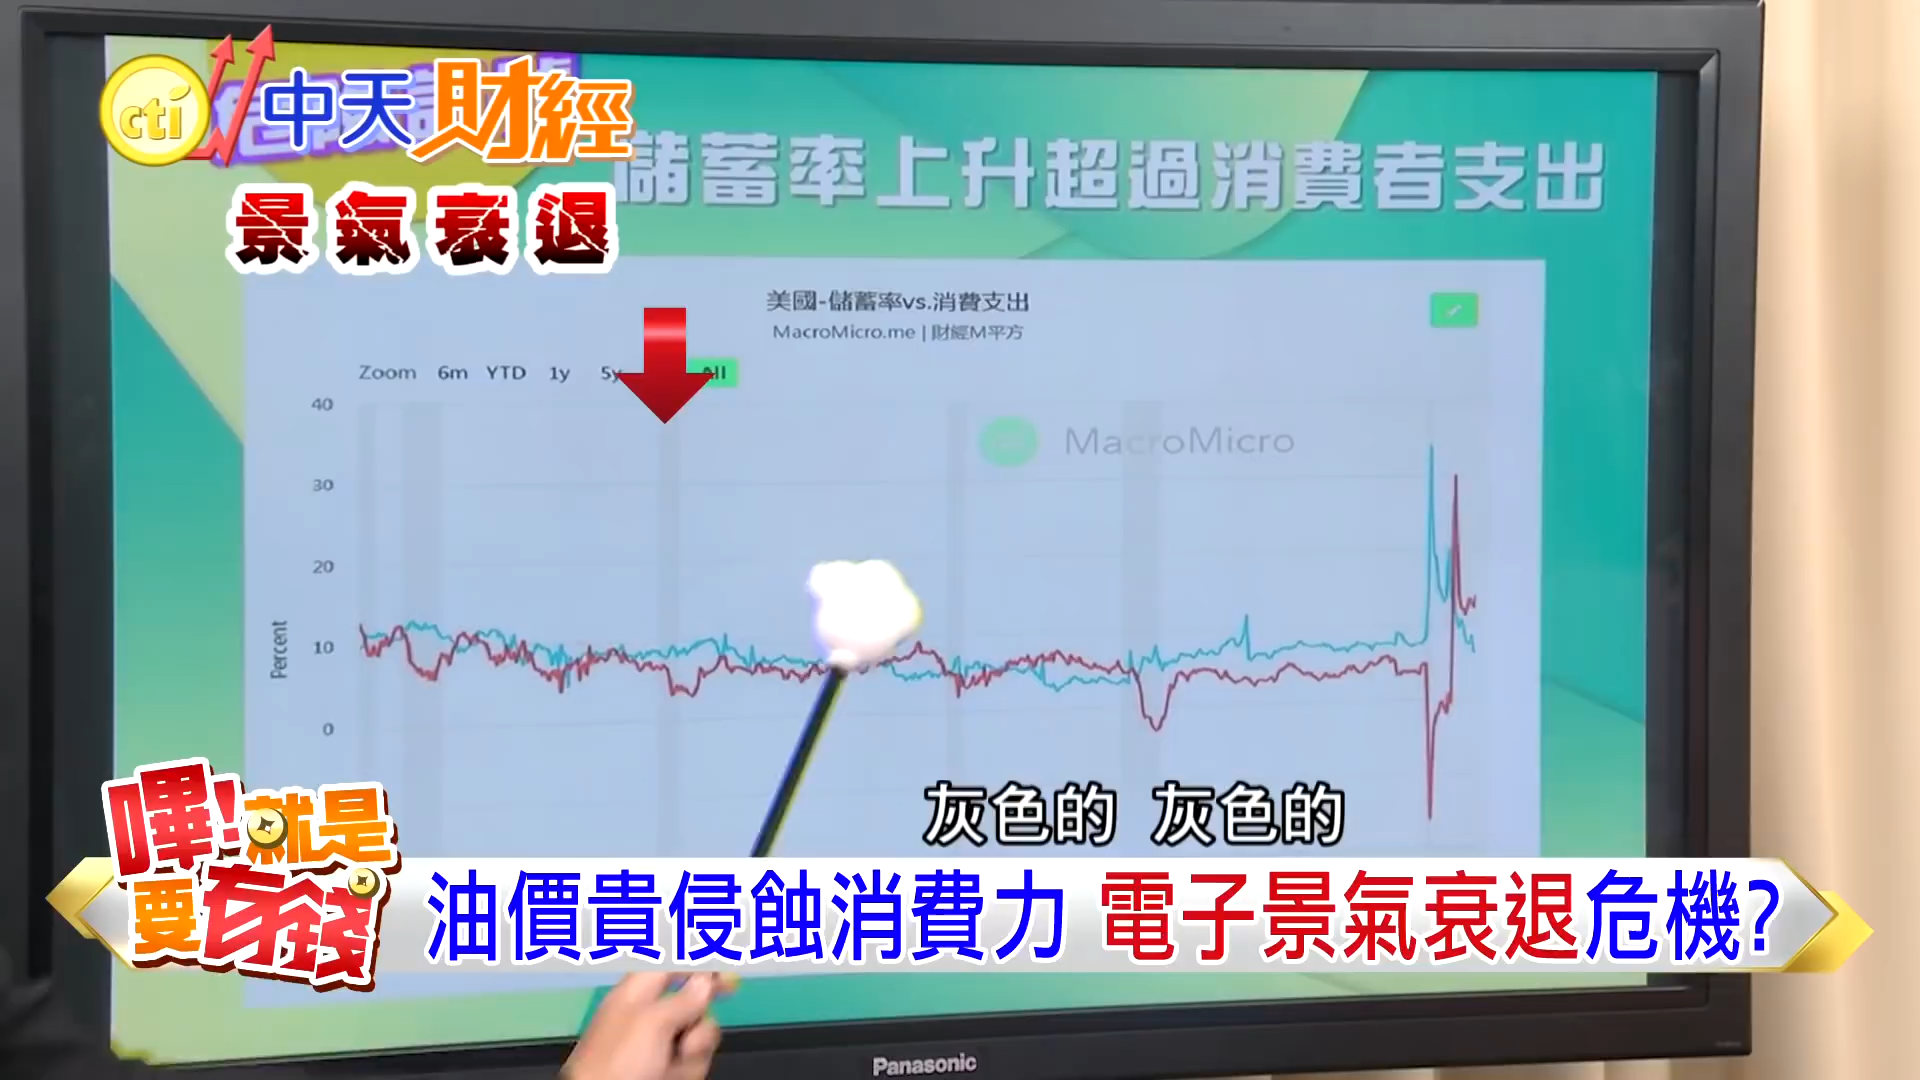 cti 中天財經
儲蓄率上升超過消費者支出
景氣衰退
美國-儲蓄率vs.消費支出
MacroMicro.me | 財經M平方
Zoom 6m YTD 1y 5y All
MacroMicro
40
30
20
10
0
Percent
灰色的 灰色的
嗶!就是
要有錢
油價貴侵蝕消費力 電子景氣衰退危機?
Panasonic